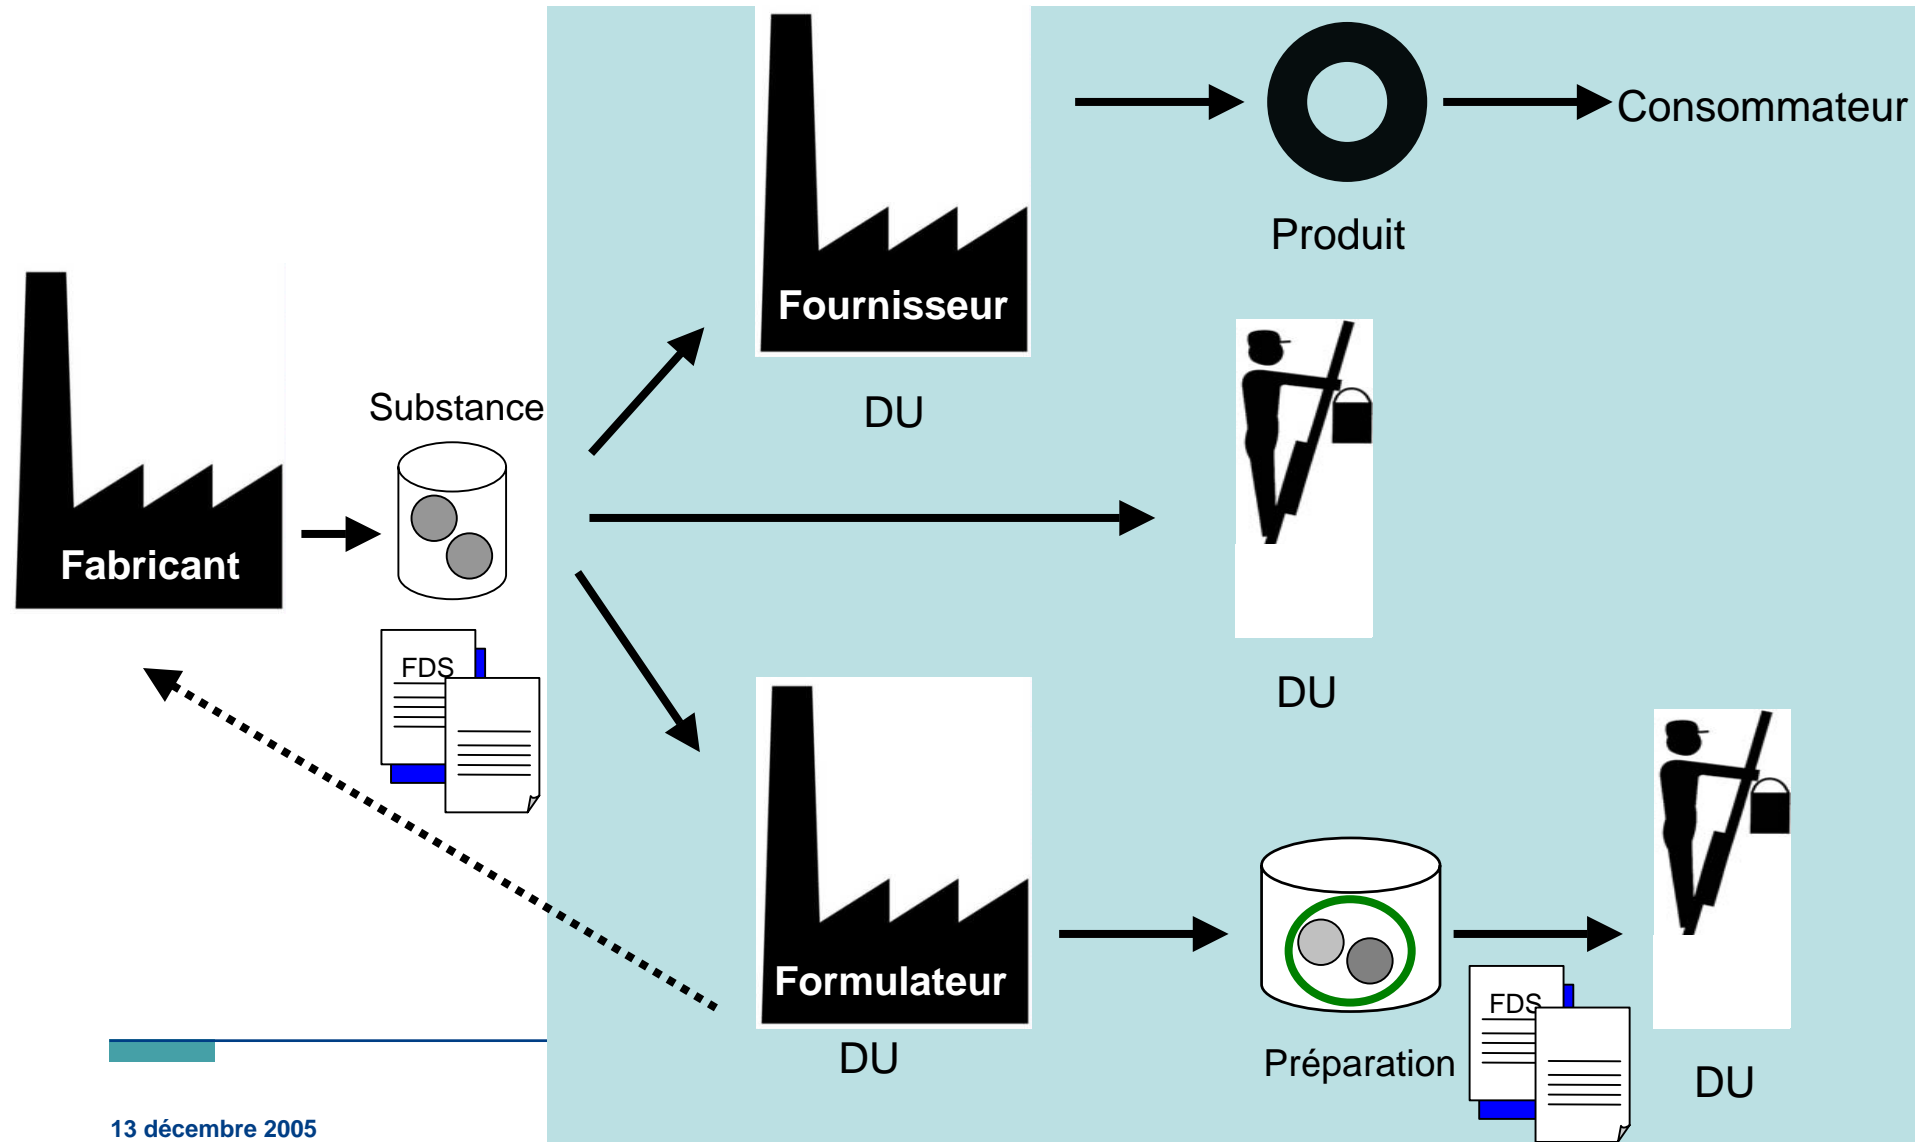 Consommateur
Produit
Fournisseur
DU
Substance
Fabricant
FDS
DU
Formulateur
DU
Préparation
FDS
DU
13 décembre 2005